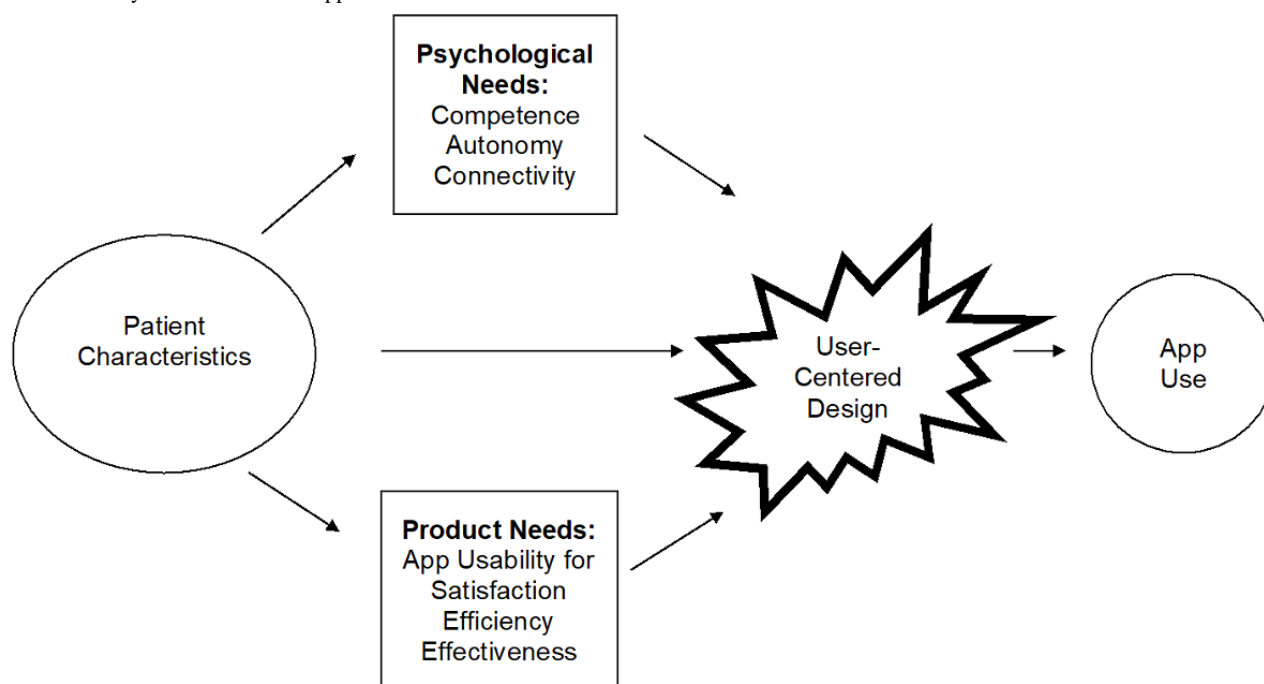 Psychological
Needs:
Competence
Autonomy
Connectivity
Patient
Characteristics
User-
Centered
Design
App
Use
Product Needs:
App Usability for
Satisfaction
Efficiency
Effectiveness